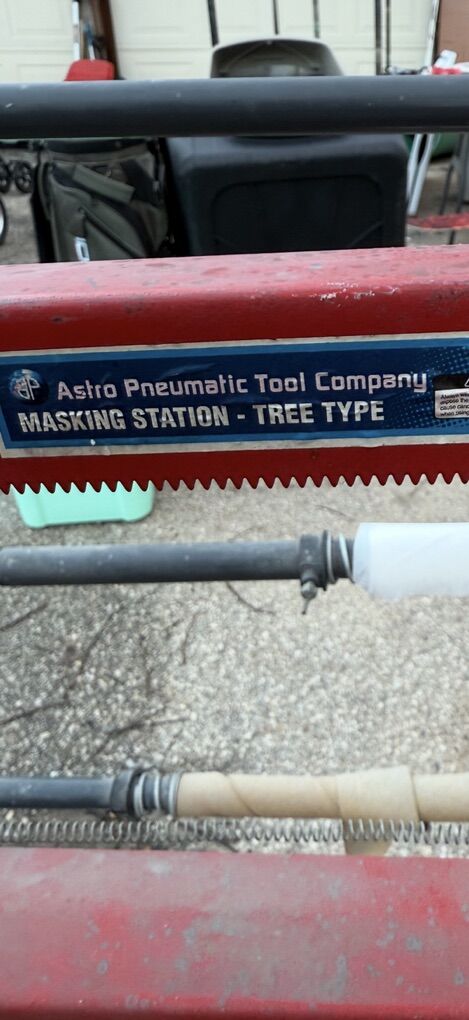 Astro Pneumatic Tool Company
MASKING STATION - TREE TYPE